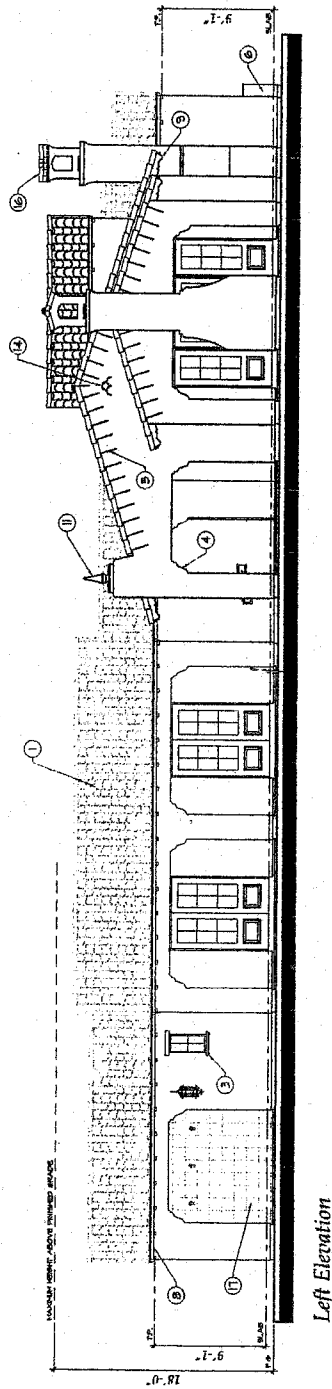 MAXIMUM HEIGHT ABOVE FINISHED GRADE
18'-0"
9'-1"
T.P.
SLAB
F.G.
8
17
3
1
11
4
5
14
16
9
6
T.P.
9'-1"
SLAB
Left Elevation